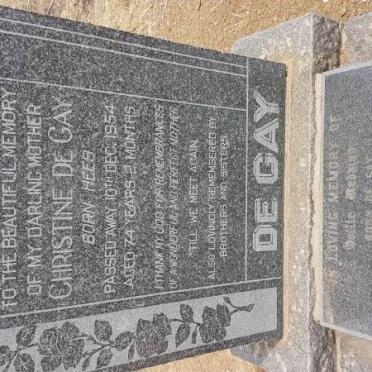 TO THE BEAUTIFUL MEMORY
OF MY DARLING MOTHER
CHRISTINE DE GAY
BORN HEES
PASSED AWAY 10TH DEC. 1954
AGED 74 YEARS 2 MONTHS
I THANK MY GOD FOR REMEMBRANCES
OF A WONDERFUL AND PERFECT MOTHER
TILL WE MEET AGAIN
ALSO LOVINGLY REMEMBERED BY
BROTHERS AND SISTERS
DE GAY
LOVING MEMORY OF